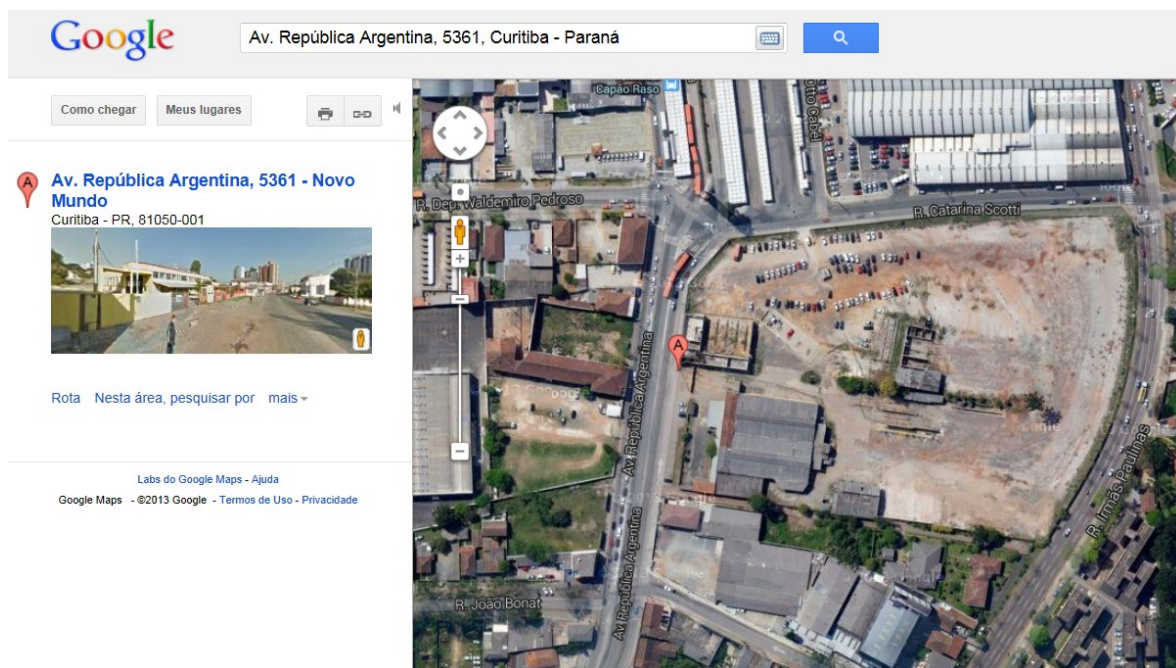 Google
Av. República Argentina, 5361, Curitiba - Paraná
Como chegar
Meus lugares
A
Av. República Argentina, 5361 - Novo
Mundo
Curitiba - PR, 81050-001
Rota Nesta área, pesquisar por mais
Labs do Google Maps - Ajuda
Google Maps - ©2013 Google - Termos de Uso - Privacidade
Capão Raso
R. Dep. Waldemiro Pedroso
R. Catarina Scotti
A
Av. República Argentina
Av. República Argentina
Av. República Argentina
R. Irmãs Paulinas
R. João Bonat